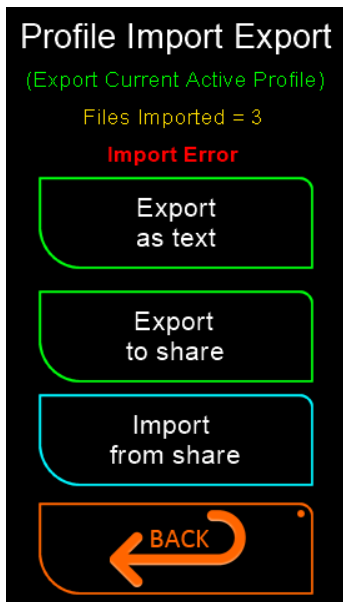 Profile Import Export
(Export Current Active Profile)
Files Imported = 3
Import Error
Export
as text
Export
to share
Import
from share
BACK